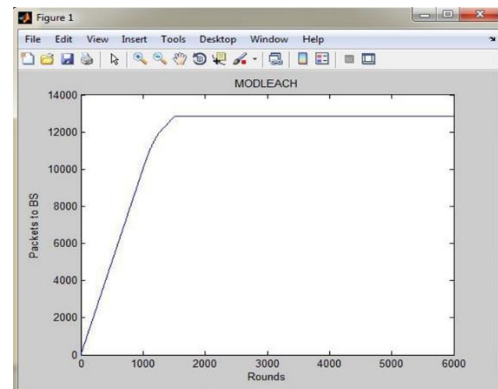 Figure 1
File Edit View Insert Tools Desktop Window Help
MODLEACH
14000
12000
10000
8000
6000
4000
2000
0
Packets to BS
0 1000 2000 3000 4000 5000 6000
Rounds